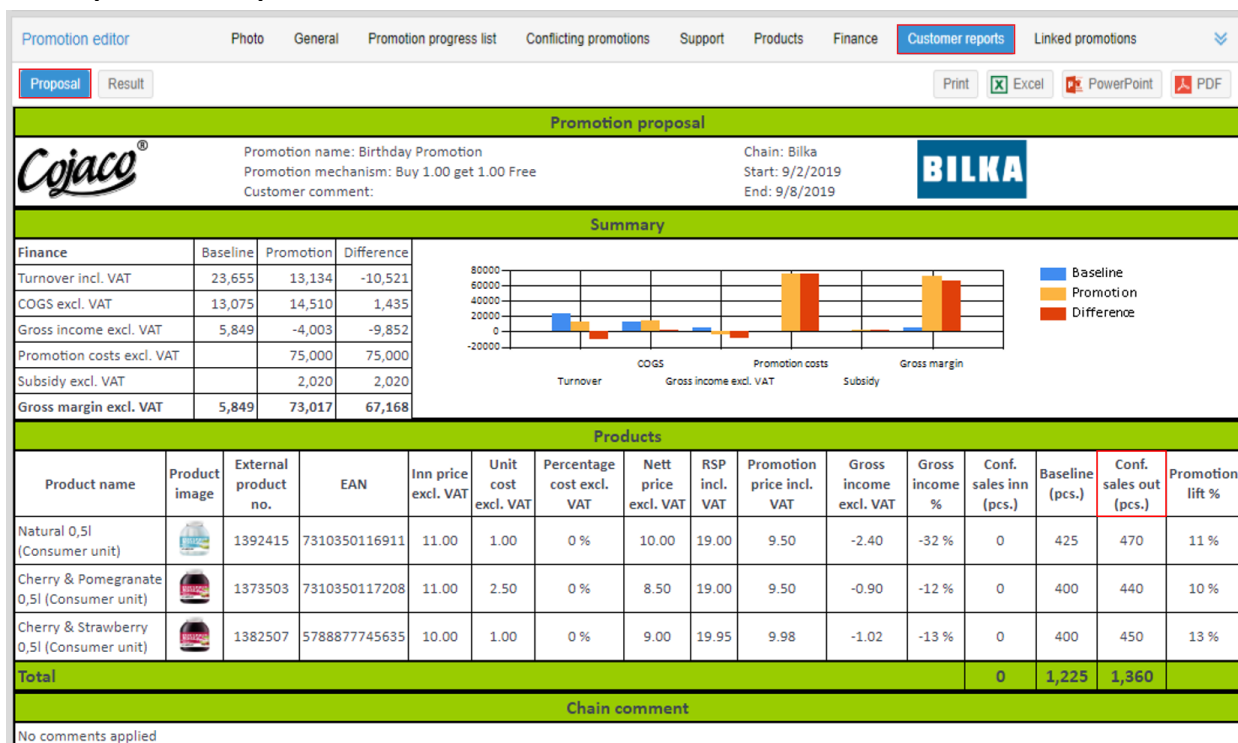 Promotion editor Photo General Promotion progress list Conflicting promotions Support Products Finance Customer reports Linked promotions
Proposal Result Print Excel PowerPoint PDF
Promotion proposal
Cojaco®
Promotion name: Birthday Promotion
Promotion mechanism: Buy 1.00 get 1.00 Free
Customer comment:
Chain: Bilka
Start: 9/2/2019
End: 9/8/2019
BILKA
Summary
Finance Baseline Promotion Difference
Turnover incl. VAT 23,655 13,134 -10,521
COGS excl. VAT 13,075 14,510 1,435
Gross income excl. VAT 5,849 -4,003 -9,852
Promotion costs excl. VAT 75,000 75,000
Subsidy excl. VAT 2,020 2,020
Gross margin excl. VAT 5,849 73,017 67,168
80000
60000
40000
20000
0
-20000
COGS Promotion costs Gross margin
Turnover Gross income excl. VAT Subsidy
Baseline
Promotion
Difference
Products
Product name Product image External product no. EAN Inn price excl. VAT Unit cost excl. VAT Percentage cost excl. VAT Nett price excl. VAT RSP incl. VAT Promotion price incl. VAT Gross income excl. VAT Gross income % Conf. sales inn (pcs.) Baseline (pcs.) Conf. sales out (pcs.) Promotion lift %
Natural 0,5l (Consumer unit) 1392415 7310350116911 11.00 1.00 0 % 10.00 19.00 9.50 -2.40 -32 % 0 425 470 11 %
Cherry & Pomegranate 0,5l (Consumer unit) 1373503 7310350117208 11.00 2.50 0 % 8.50 19.00 9.50 -0.90 -12 % 0 400 440 10 %
Cherry & Strawberry 0,5l (Consumer unit) 1382507 5788877745635 10.00 1.00 0 % 9.00 19.95 9.98 -1.02 -13 % 0 400 450 13 %
Total 0 1,225 1,360
Chain comment
No comments applied